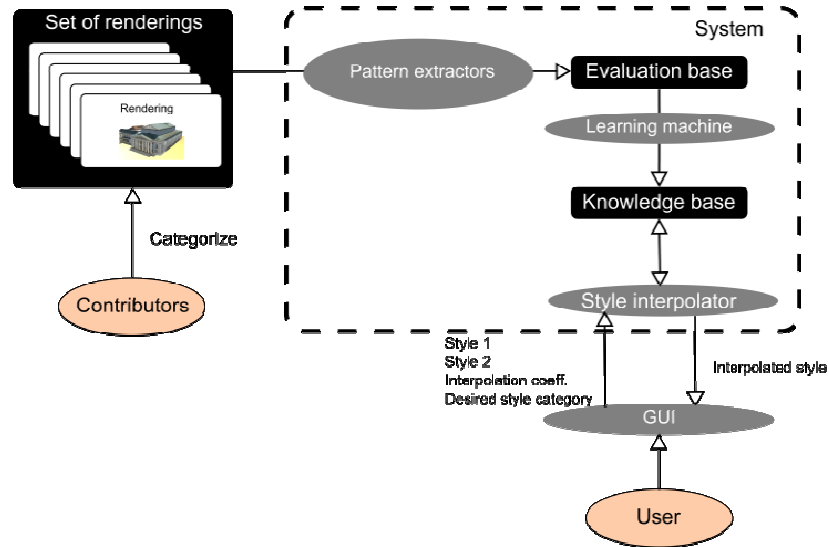 Set of renderings
Rendering
System
Pattern extractors
Evaluation base
Learning machine
Knowledge base
Categorize
Contributors
Style interpolator
Style 1
Style 2
Interpolation coeff.
Desired style category
Interpolated style
GUI
User